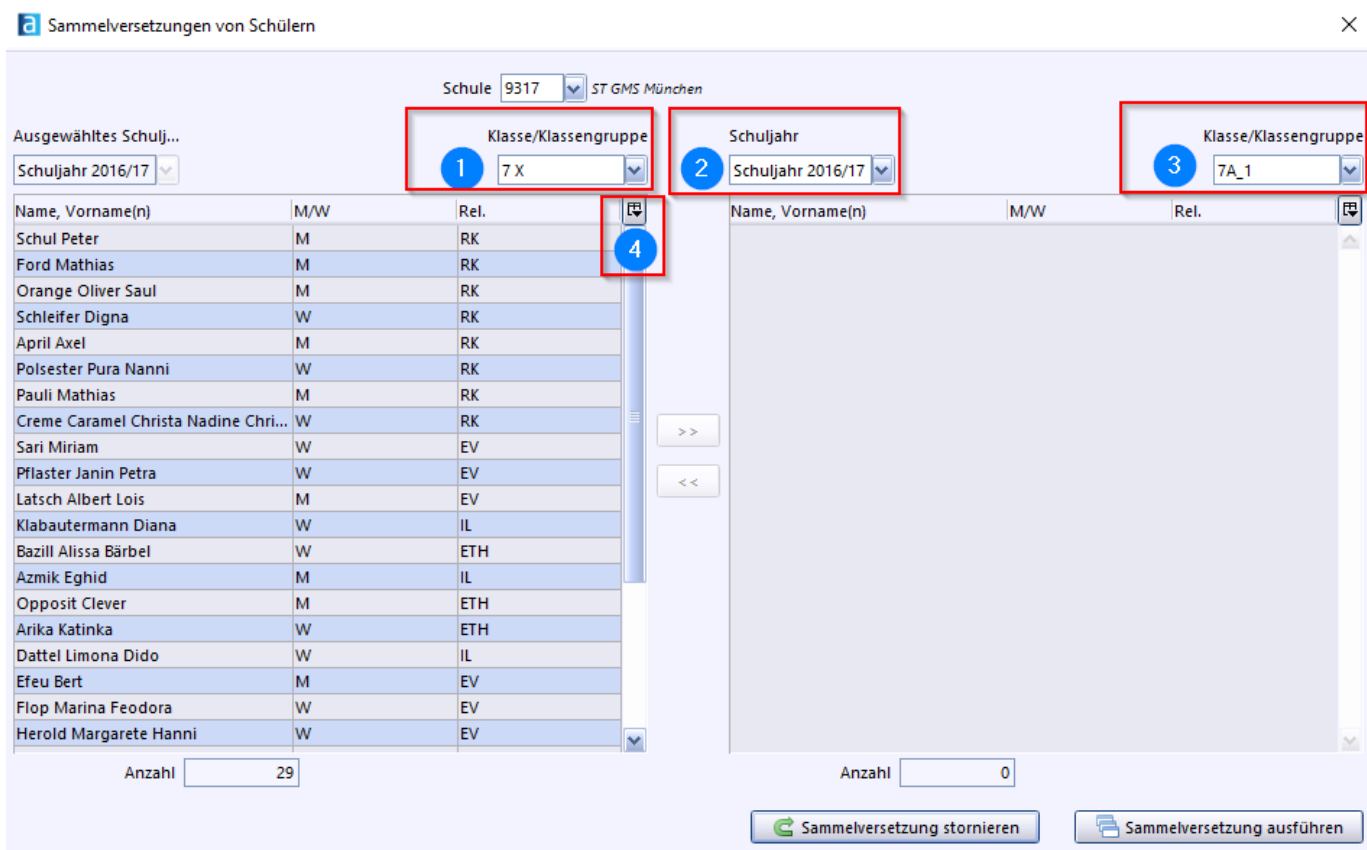 Sammelversetzungen von Schülern
Schule 9317 ST GMS München
Ausgewähltes Schulj... Klasse/Klassengruppe Schuljahr Klasse/Klassengruppe
Schuljahr 2016/17 1 7 X 2 Schuljahr 2016/17 3 7A_1
Name, Vorname(n) M/W Rel. Name, Vorname(n) M/W Rel.
Schul Peter M RK 4
Ford Mathias M RK
Orange Oliver Saul M RK
Schleifer Digna W RK
April Axel M RK
Polsester Pura Nanni W RK
Pauli Mathias M RK
Creme Caramel Christa Nadine Chri... W RK
>>
Sari Miriam W EV
Pflaster Janin Petra W EV
<<
Latsch Albert Lois M EV
Klabautermann Diana W IL
Bazill Alissa Bärbel W ETH
Azmik Eghid M IL
Opposit Clever M ETH
Arika Katinka W ETH
Dattel Limona Dido W IL
Efeu Bert M EV
Flop Marina Feodora W EV
Herold Margarete Hanni W EV
Anzahl 29 Anzahl 0
Sammelversetzung stornieren Sammelversetzung ausführen